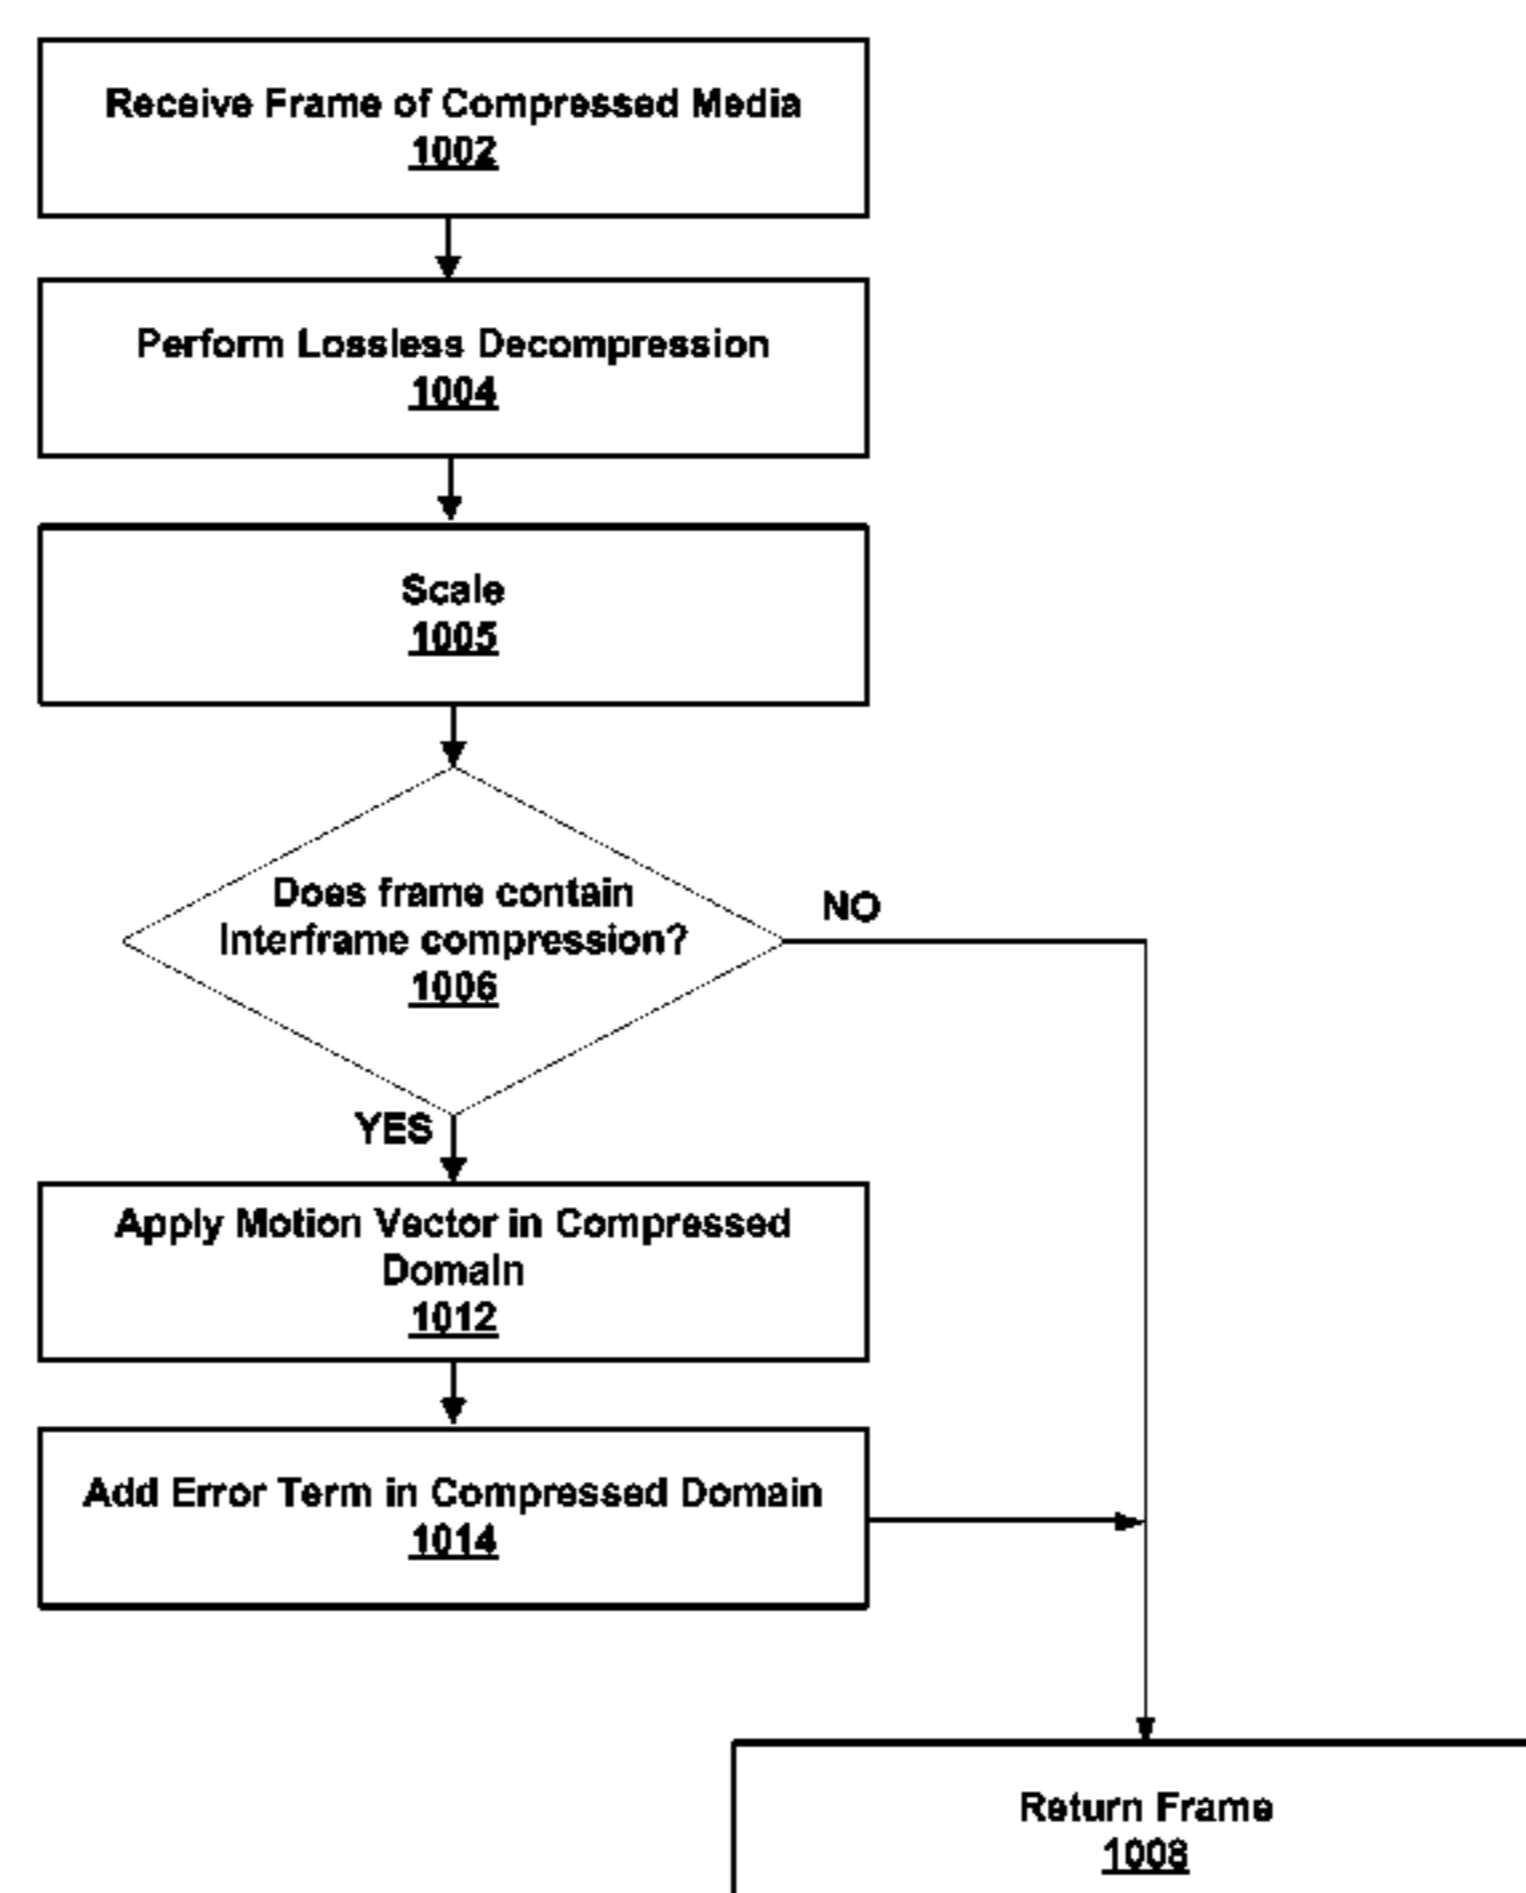 Receive Frame of Compressed Media
1002
Perform Lossless Decompression
1004
Scale
1005
Does frame contain
Interframe compression?
1006
NO
YES
Apply Motion Vector in Compressed
Domain
1012
Add Error Term in Compressed Domain
1014
Return Frame
1008